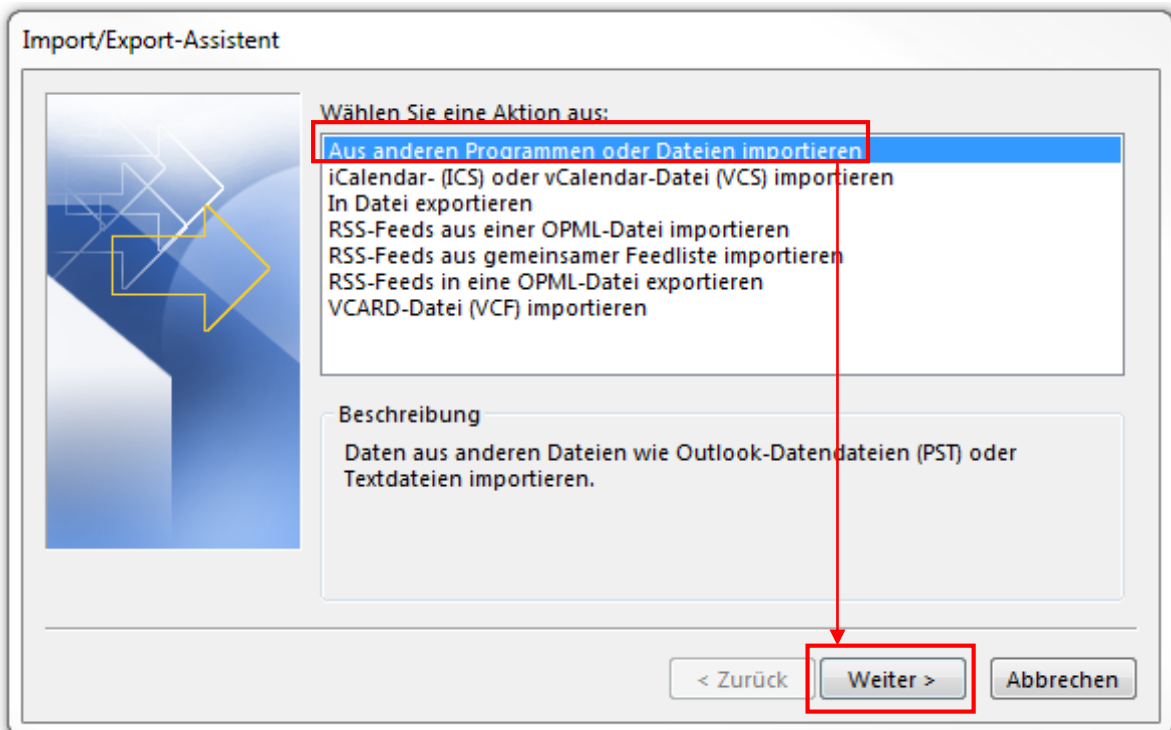 Import/Export-Assistent
Wählen Sie eine Aktion aus:
Aus anderen Programmen oder Dateien importieren
iCalendar- (ICS) oder vCalendar-Datei (VCS) importieren
In Datei exportieren
RSS-Feeds aus einer OPML-Datei importieren
RSS-Feeds aus gemeinsamer Feedliste importieren
RSS-Feeds in eine OPML-Datei exportieren
VCARD-Datei (VCF) importieren
Beschreibung
Daten aus anderen Dateien wie Outlook-Datendateien (PST) oder
Textdateien importieren.
< Zurück Weiter > Abbrechen